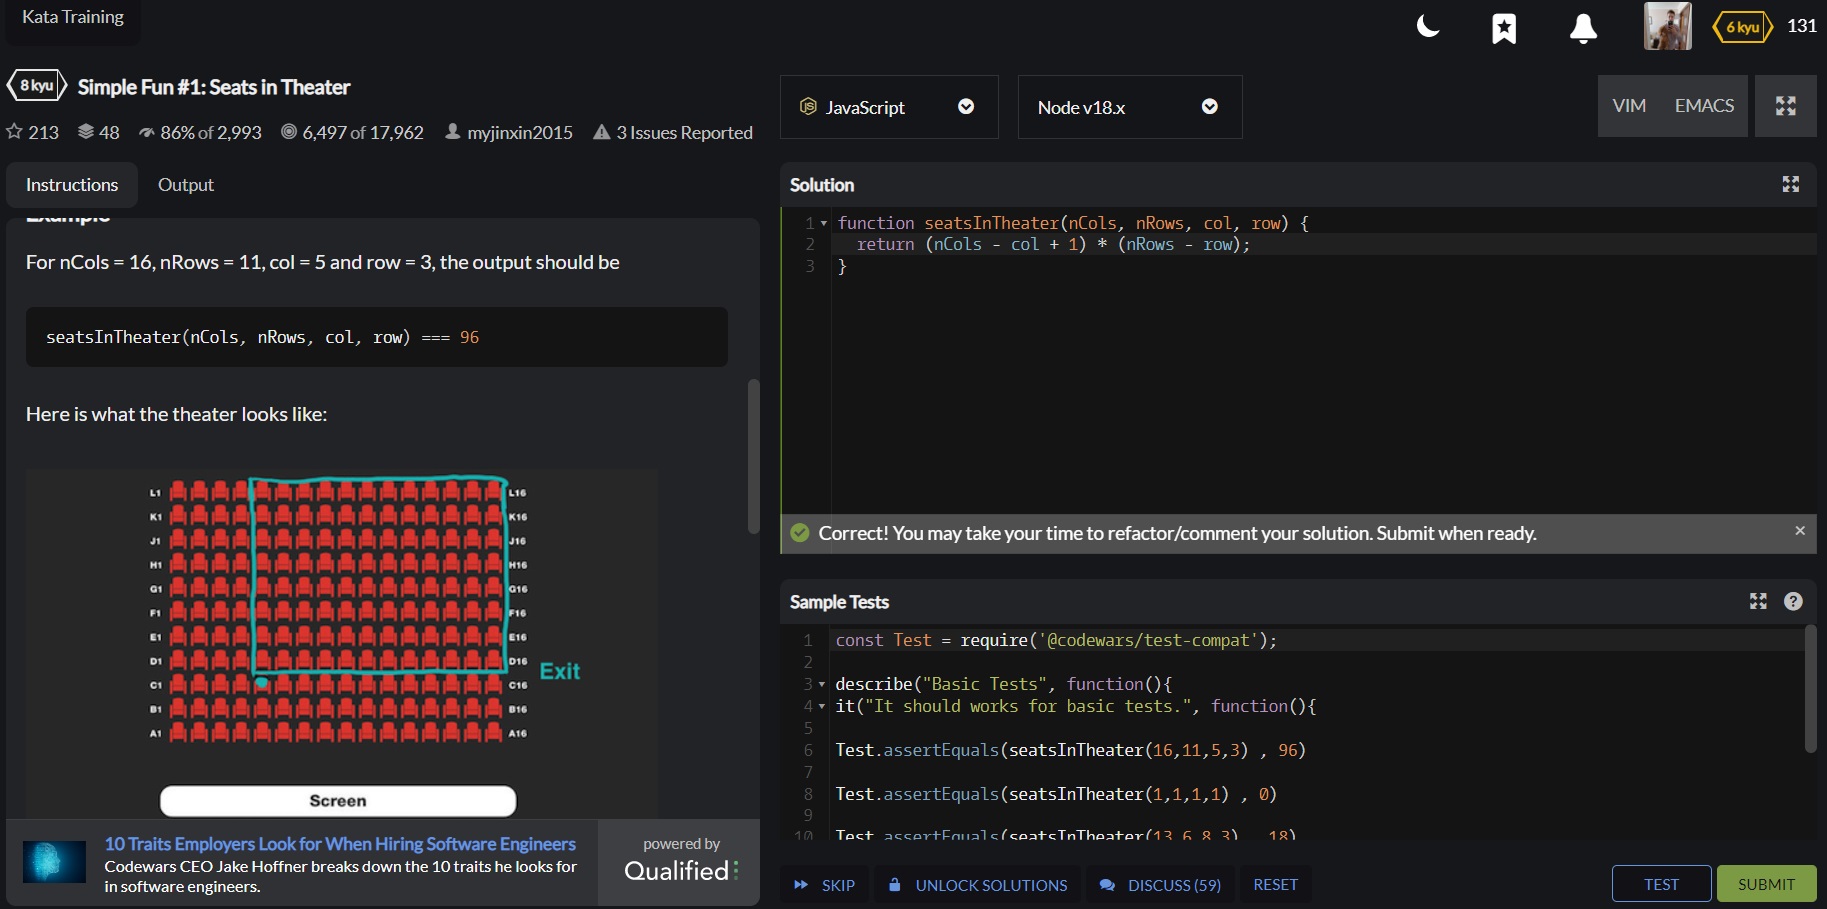 Kata Training
6 kyu 131
8 kyu Simple Fun #1: Seats in Theater
213 48 86% of 2,993 6,497 of 17,962 myjinxin2015 3 Issues Reported
Instructions Output
Example
For nCols = 16, nRows = 11, col = 5 and row = 3, the output should be
seatsInTheater(nCols, nRows, col, row) === 96
Here is what the theater looks like:
L1 L16
K1 K16
J1 J16
H1 H16
G1 G16
F1 F16
E1 E16
D1 D16
Exit
C1 C16
B1 B16
A1 A16
Screen
10 Traits Employers Look for When Hiring Software Engineers
Codewars CEO Jake Hoffner breaks down the 10 traits he looks for
in software engineers.
powered by
Qualified
JavaScript Node v18.x VIM EMACS
Solution
1 function seatsInTheater(nCols, nRows, col, row) {
2 return (nCols - col + 1) * (nRows - row);
3 }
Correct! You may take your time to refactor/comment your solution. Submit when ready. ×
Sample Tests ?
1 const Test = require('@codewars/test-compat');
2
3 describe("Basic Tests", function(){
4 it("It should works for basic tests.", function(){
5
6 Test.assertEquals(seatsInTheater(16,11,5,3) , 96)
7
8 Test.assertEquals(seatsInTheater(1,1,1,1) , 0)
9
10 Test.assertEquals(seatsInTheater(13,6,8,3) , 18)
SKIP UNLOCK SOLUTIONS DISCUSS (59) RESET TEST SUBMIT